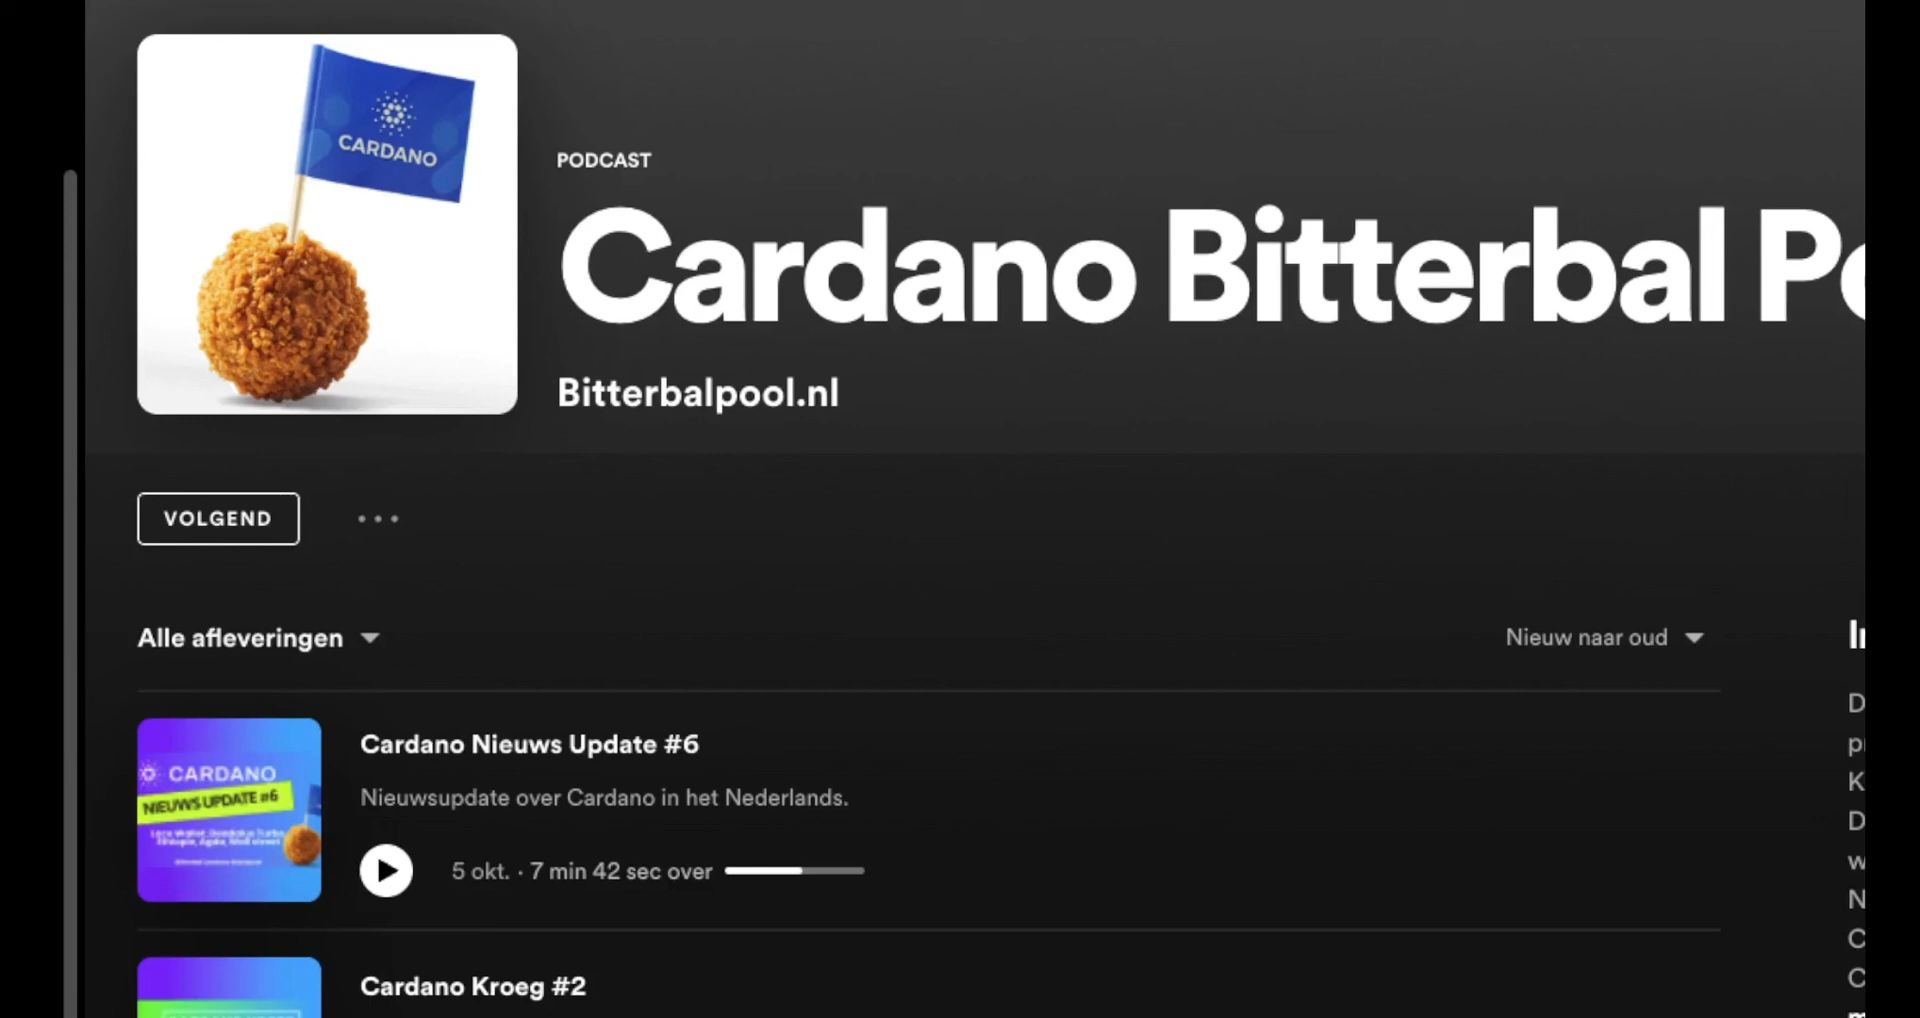 CARDANO
PODCAST
Cardano Bitterbal
Bitterbalpool.nl
VOLGEND
Alle afleveringen
Nieuw naar oud
CARDANO
NIEUWS UPDATE #6
Cardano Nieuws Update #6
Nieuwsupdate over Cardano in het Nederlands.
5 okt. · 7 min 42 sec over
Cardano Kroeg #2